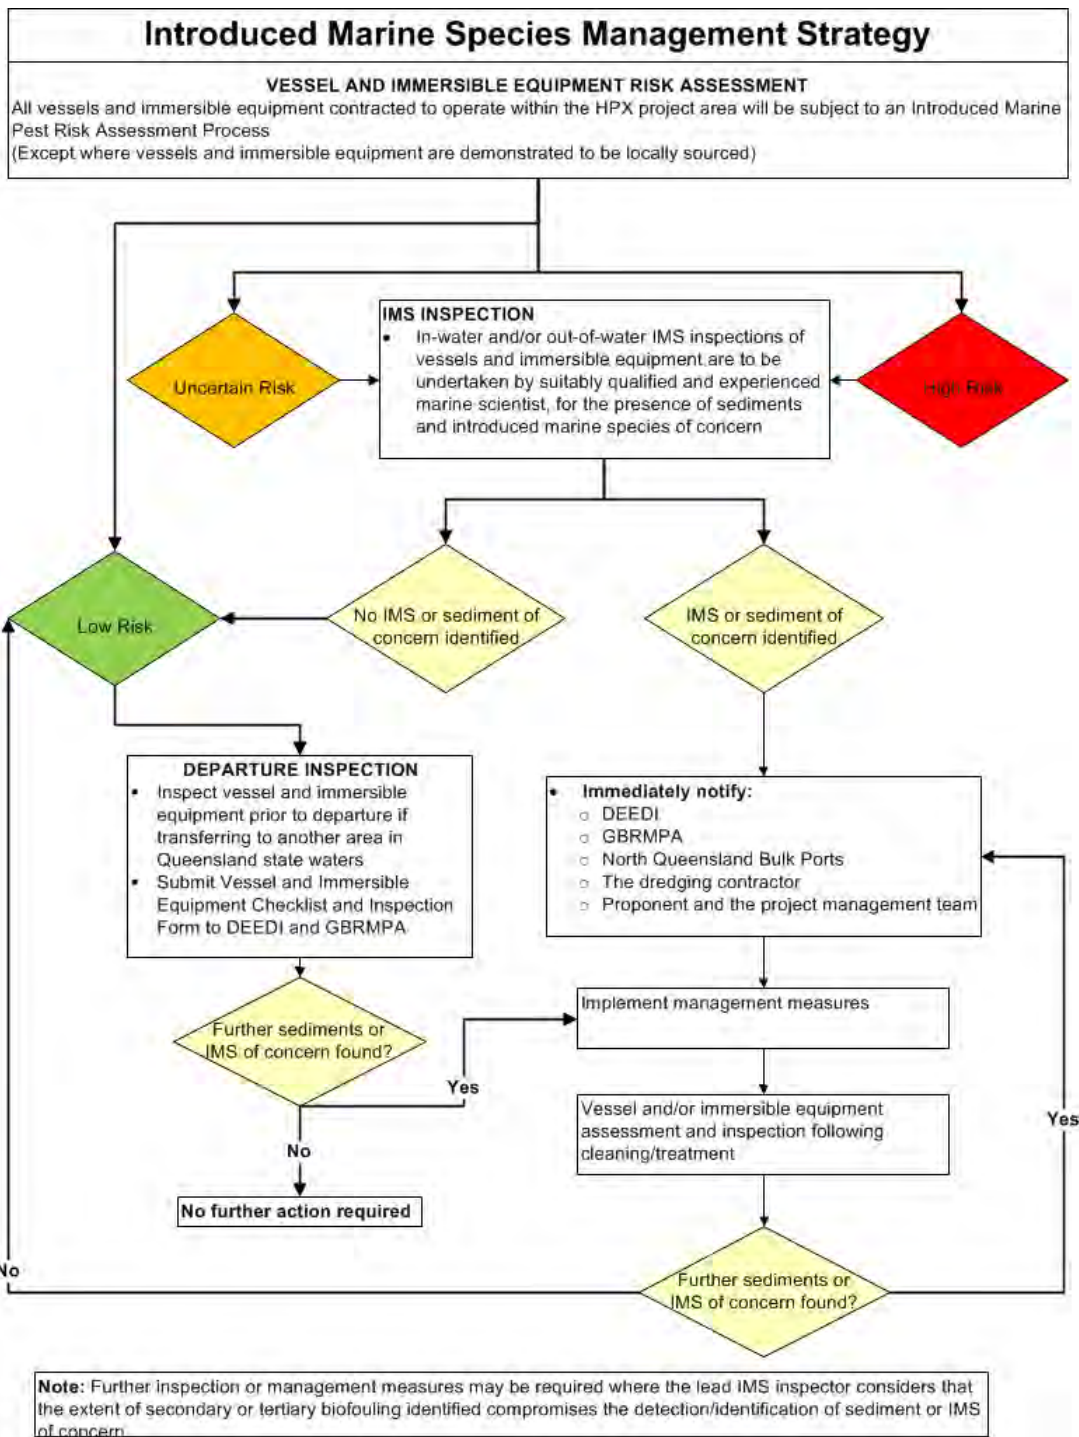 Introduced Marine Species Management Strategy
VESSEL AND IMMERSIBLE EQUIPMENT RISK ASSESSMENT
All vessels and immersible equipment contracted to operate within the HPX project area will be subject to an Introduced Marine
Pest Risk Assessment Process
(Except where vessels and immersible equipment are demonstrated to be locally sourced)
IMS INSPECTION
• In-water and/or out-of-water IMS inspections of
vessels and immersible equipment are to be
undertaken by suitably qualified and experienced
marine scientist, for the presence of sediments
and introduced marine species of concern
Uncertain Risk
High Risk
Low Risk
No IMS or sediment of
concern identified
IMS or sediment of
concern identified
DEPARTURE INSPECTION
• Inspect vessel and immersible
equipment prior to departure if
transferring to another area in
Queensland state waters
• Submit Vessel and Immersible
Equipment Checklist and Inspection
Form to DEEDI and GBRMPA
• Immediately notify:
○ DEEDI
○ GBRMPA
○ North Queensland Bulk Ports
○ The dredging contractor
○ Proponent and the project management team
Further sediments or
IMS of concern found?
Yes
No
No further action required
Implement management measures
Vessel and/or immersible equipment
assessment and inspection following
cleaning/treatment
Yes
Further sediments or
IMS of concern found?
No
Note: Further inspection or management measures may be required where the lead IMS inspector considers that
the extent of secondary or tertiary biofouling identified compromises the detection/identification of sediment or IMS
of concern.